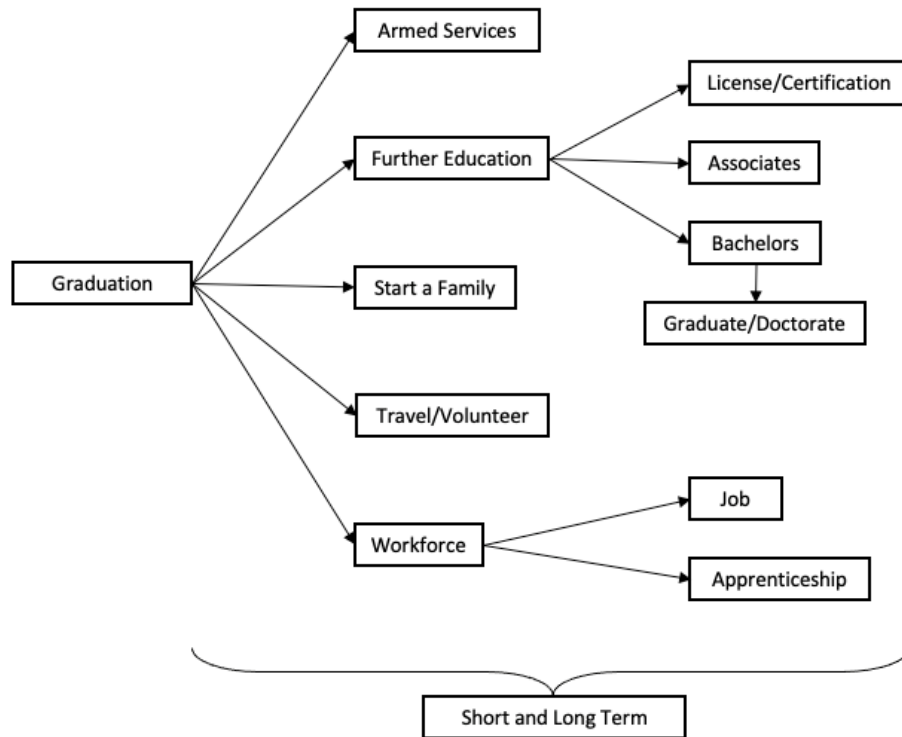 Armed Services
License/Certification
Further Education
Associates
Bachelors
Graduation
Start a Family
Graduate/Doctorate
Travel/Volunteer
Job
Workforce
Apprenticeship
Short and Long Term